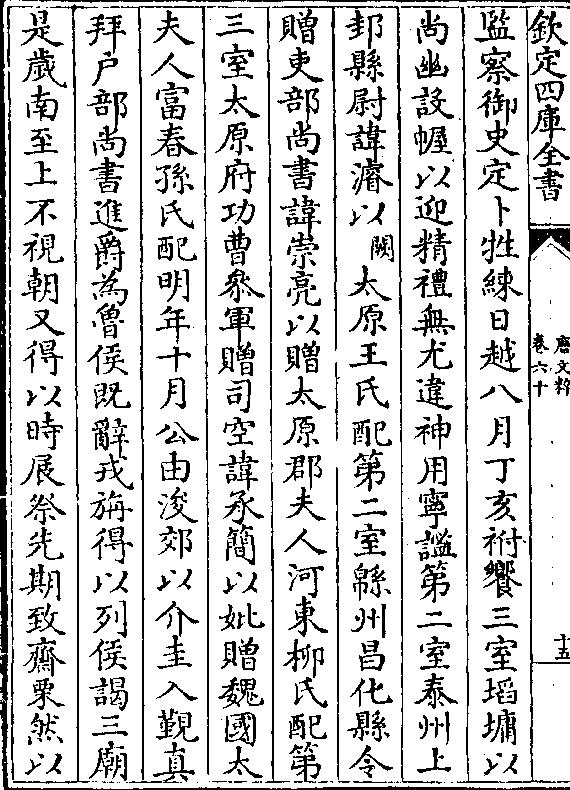 欽定四庫全書
唐文粹
卷六十
十五
監察御史定卜牲練日越八月丁亥祔饗三室塪墉以
尚幽設幄以迎精禮無尤違神用寧謐第二室泰州上
邽縣尉諱濬以闕太原王氏配第二室緜州昌化縣令
贈吏部尚書諱崇亮以贈太原郡夫人河東柳氏配第
三室太原府功曹叅軍贈司空諱承簡以妣贈魏國太
夫人富春孫氏配明年十月公由浚郊以介圭入覲真
拜户部尚書進爵為魯侯既辭戎旃得以列侯謁三廟
是歲南至上不視朝又得以時展祭先期致齋栗然以